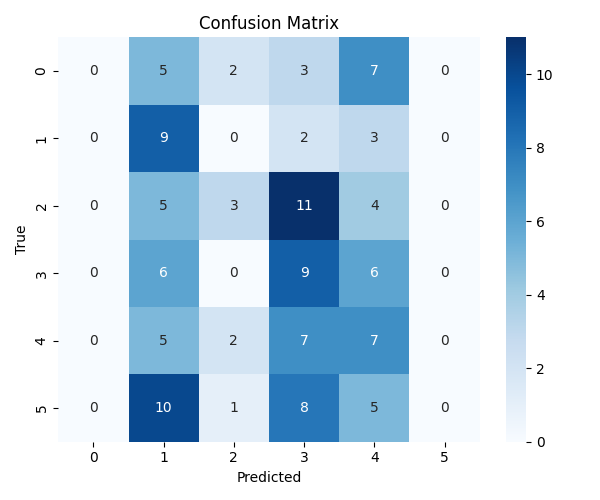 Confusion Matrix
0 0 5 2 3 7 0
1 0 9 0 2 3 0
2 0 5 3 11 4 0
3 0 6 0 9 6 0
4 0 5 2 7 7 0
5 0 10 1 8 5 0
0 1 2 3 4 5
Predicted
True
10
8
6
4
2
0